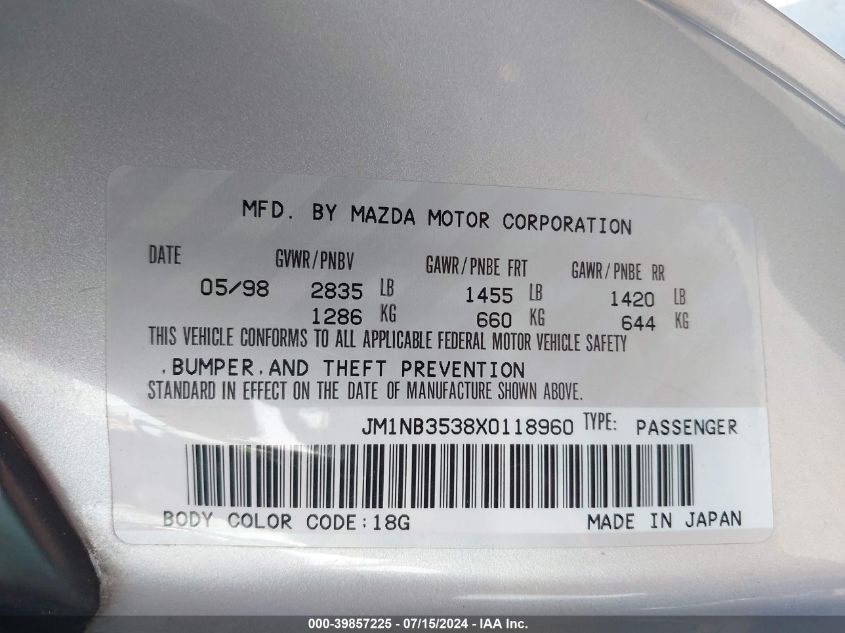 MFD. BY MAZDA MOTOR CORPORATION
DATE GVWR/PNBV GAWR/PNBE FRT GAWR/PNBE RR
05/98 2835 LB 1455 LB 1420 LB
1286 KG 660 KG 644 KG
THIS VEHICLE CONFORMS TO ALL APPLICABLE FEDERAL MOTOR VEHICLE SAFETY
,BUMPER,AND THEFT PREVENTION
STANDARD IN EFFECT ON THE DATE OF MANUFACTURE SHOWN ABOVE.
JM1NB3538X0118960 TYPE: PASSENGER
BODY COLOR CODE:18G MADE IN JAPAN
000-39857225 - 07/15/2024 - IAA Inc.